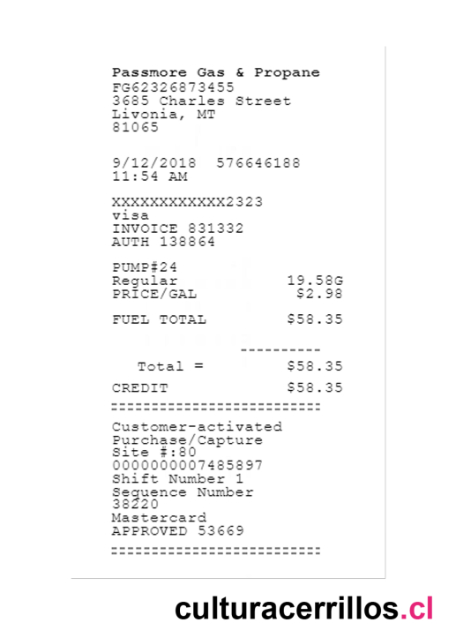 Passmore Gas & Propane
FG62326873455
3685 Charles Street
Livonia, MT
81065
9/12/2018 576646188
11:54 AM
XXXXXXXXXXXX2323
visa
INVOICE 831332
AUTH 138864
PUMP#24
Regular 19.58G
PRICE/GAL $2.98
FUEL TOTAL $58.35
----------
Total = $58.35
CREDIT $58.35
===========================
Customer-activated
Purchase/Capture
Site #:80
0000000007485897
Shift Number 1
Sequence Number
38220
Mastercard
APPROVED 53669
===========================
culturacerrillos.cl